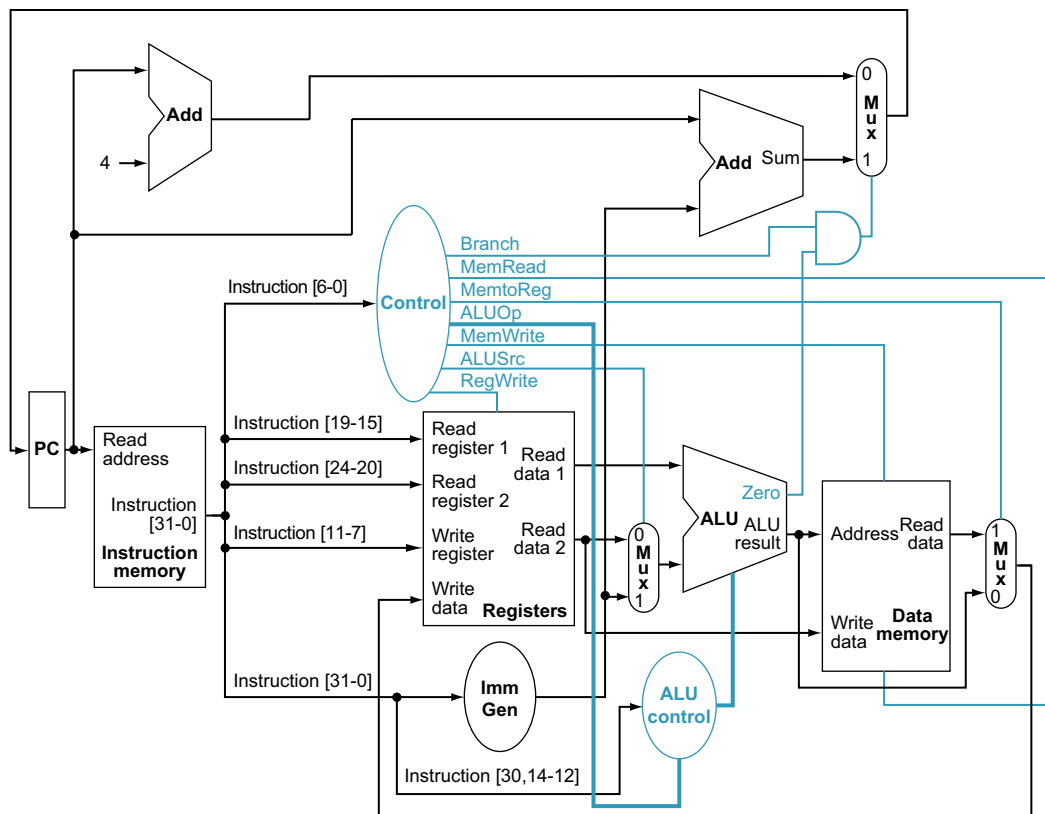 0
M
u
x
1
Add
4
Add
Sum
Branch
MemRead
MemtoReg
ALUOp
MemWrite
ALUSrc
RegWrite
Control
Instruction [6-0]
PC
Read
address
Instruction
[31-0]
Instruction
memory
Instruction [19-15]
Instruction [24-20]
Instruction [11-7]
Instruction [31-0]
Instruction [30,14-12]
Read
register 1
Read
register 2
Write
register
Write
data
Read
data 1
Read
data 2
Registers
Imm
Gen
0
M
u
x
1
ALU
Zero
ALU
result
ALU
control
Address
Read
data
Write
data
Data
memory
1
M
u
x
0